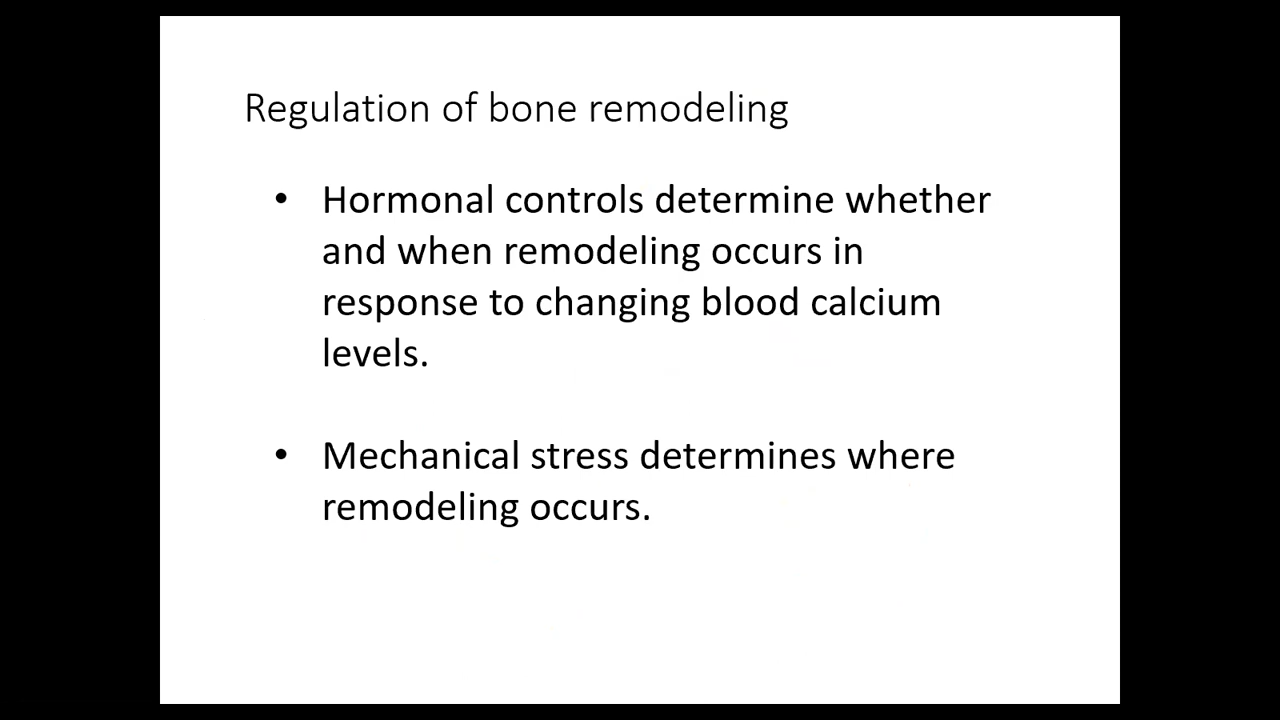 Regulation of bone remodeling
• Hormonal controls determine whether
and when remodeling occurs in
response to changing blood calcium
levels.
• Mechanical stress determines where
remodeling occurs.